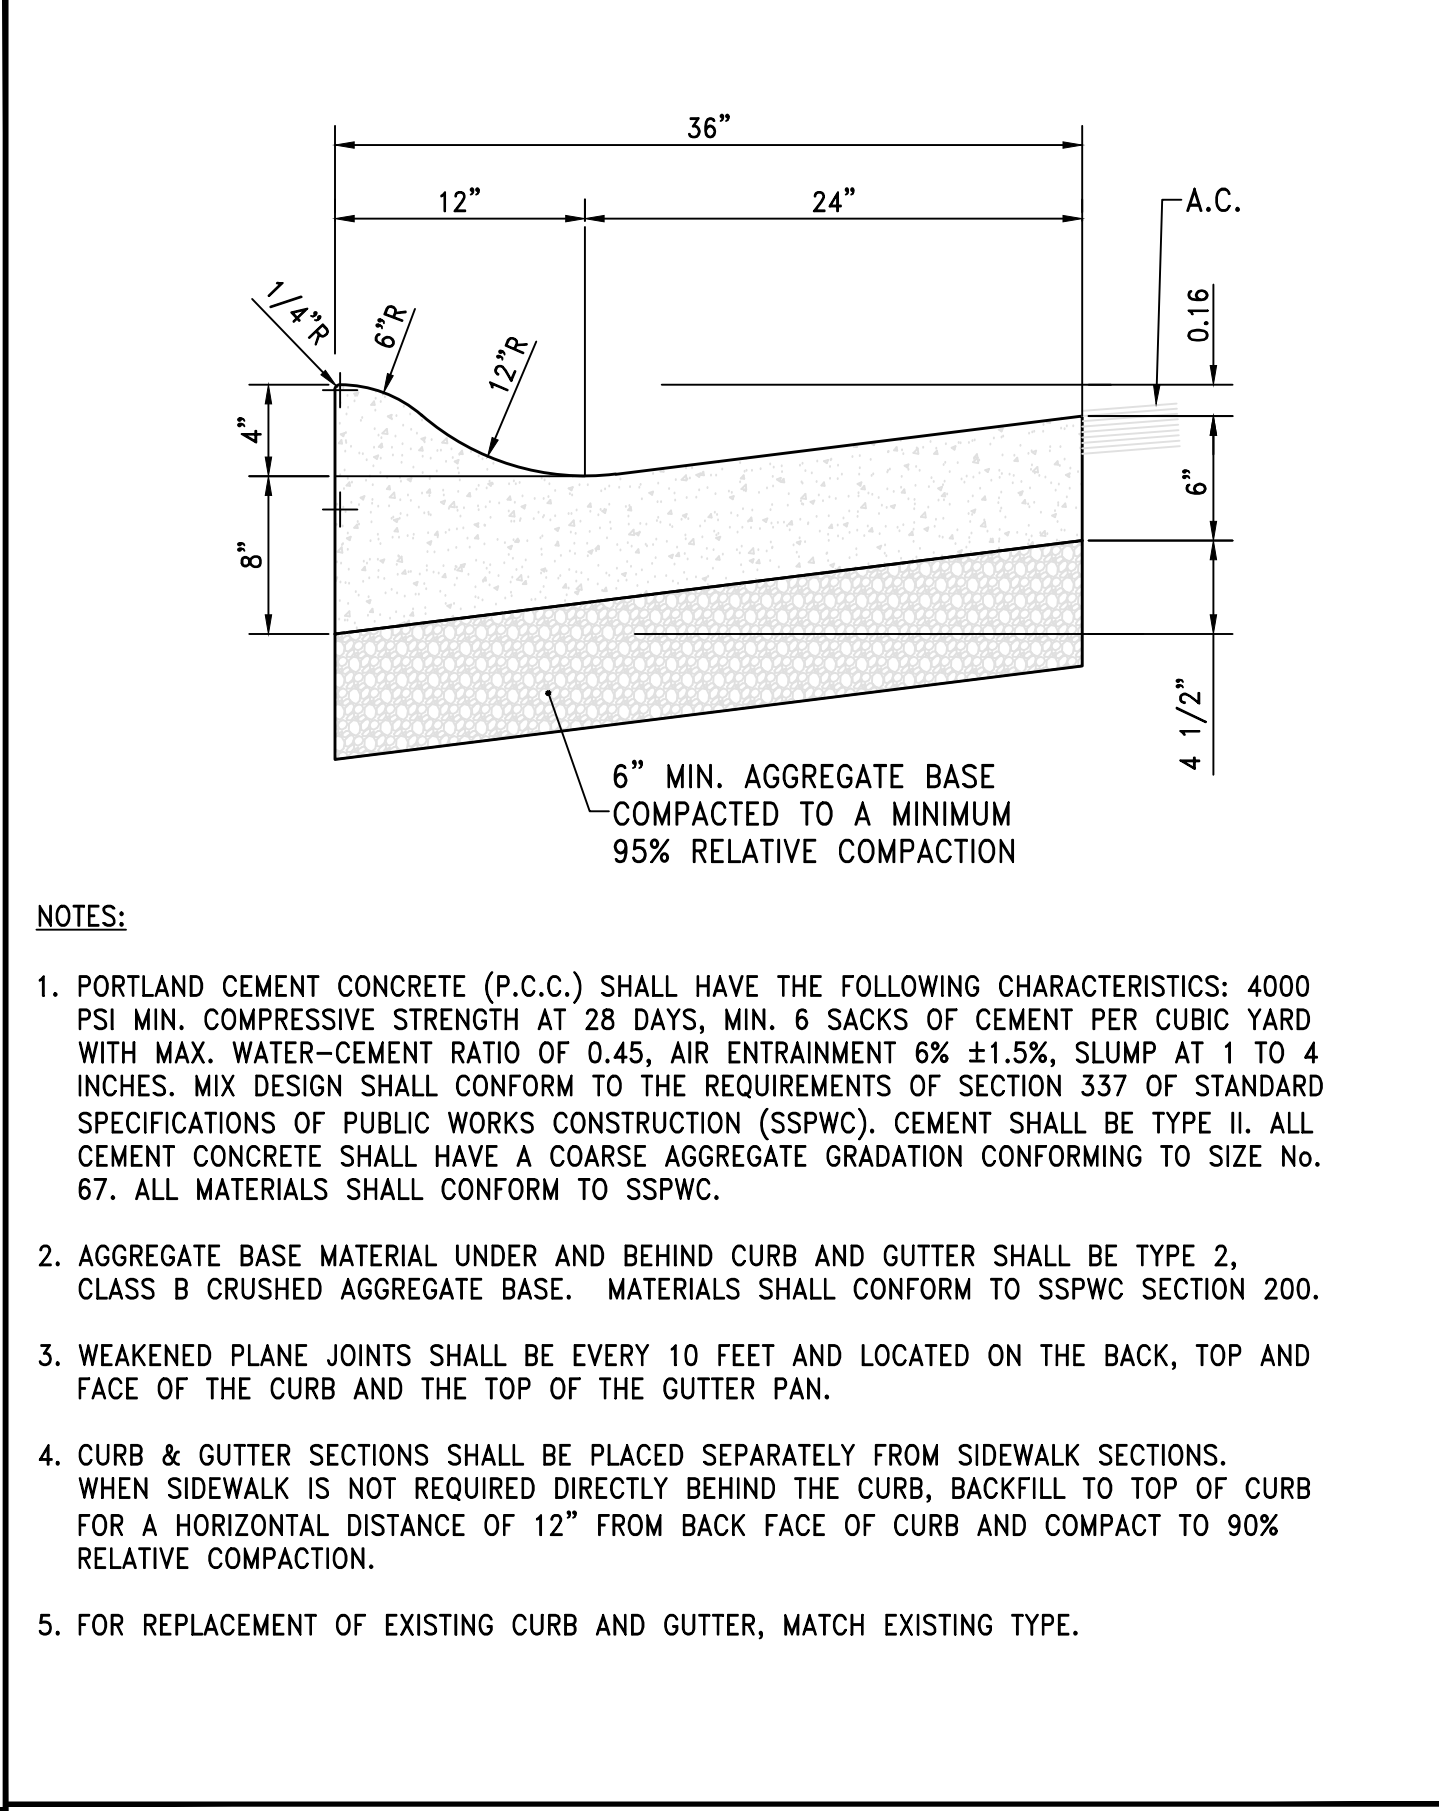 36”
12”
24”
A.C.
1/4”R
6”R
12”R
0.16
4”
6”
8”
4 1/2”
6” MIN. AGGREGATE BASE
COMPACTED TO A MINIMUM
95% RELATIVE COMPACTION
NOTES:
1. PORTLAND CEMENT CONCRETE (P.C.C.) SHALL HAVE THE FOLLOWING CHARACTERISTICS: 4000
PSI MIN. COMPRESSIVE STRENGTH AT 28 DAYS, MIN. 6 SACKS OF CEMENT PER CUBIC YARD
WITH MAX. WATER-CEMENT RATIO OF 0.45, AIR ENTRAINMENT 6% ±1.5%, SLUMP AT 1 TO 4
INCHES. MIX DESIGN SHALL CONFORM TO THE REQUIREMENTS OF SECTION 337 OF STANDARD
SPECIFICATIONS OF PUBLIC WORKS CONSTRUCTION (SSPWC). CEMENT SHALL BE TYPE II. ALL
CEMENT CONCRETE SHALL HAVE A COARSE AGGREGATE GRADATION CONFORMING TO SIZE No.
67. ALL MATERIALS SHALL CONFORM TO SSPWC.
2. AGGREGATE BASE MATERIAL UNDER AND BEHIND CURB AND GUTTER SHALL BE TYPE 2,
CLASS B CRUSHED AGGREGATE BASE. MATERIALS SHALL CONFORM TO SSPWC SECTION 200.
3. WEAKENED PLANE JOINTS SHALL BE EVERY 10 FEET AND LOCATED ON THE BACK, TOP AND
FACE OF THE CURB AND THE TOP OF THE GUTTER PAN.
4. CURB & GUTTER SECTIONS SHALL BE PLACED SEPARATELY FROM SIDEWALK SECTIONS.
WHEN SIDEWALK IS NOT REQUIRED DIRECTLY BEHIND THE CURB, BACKFILL TO TOP OF CURB
FOR A HORIZONTAL DISTANCE OF 12” FROM BACK FACE OF CURB AND COMPACT TO 90%
RELATIVE COMPACTION.
5. FOR REPLACEMENT OF EXISTING CURB AND GUTTER, MATCH EXISTING TYPE.